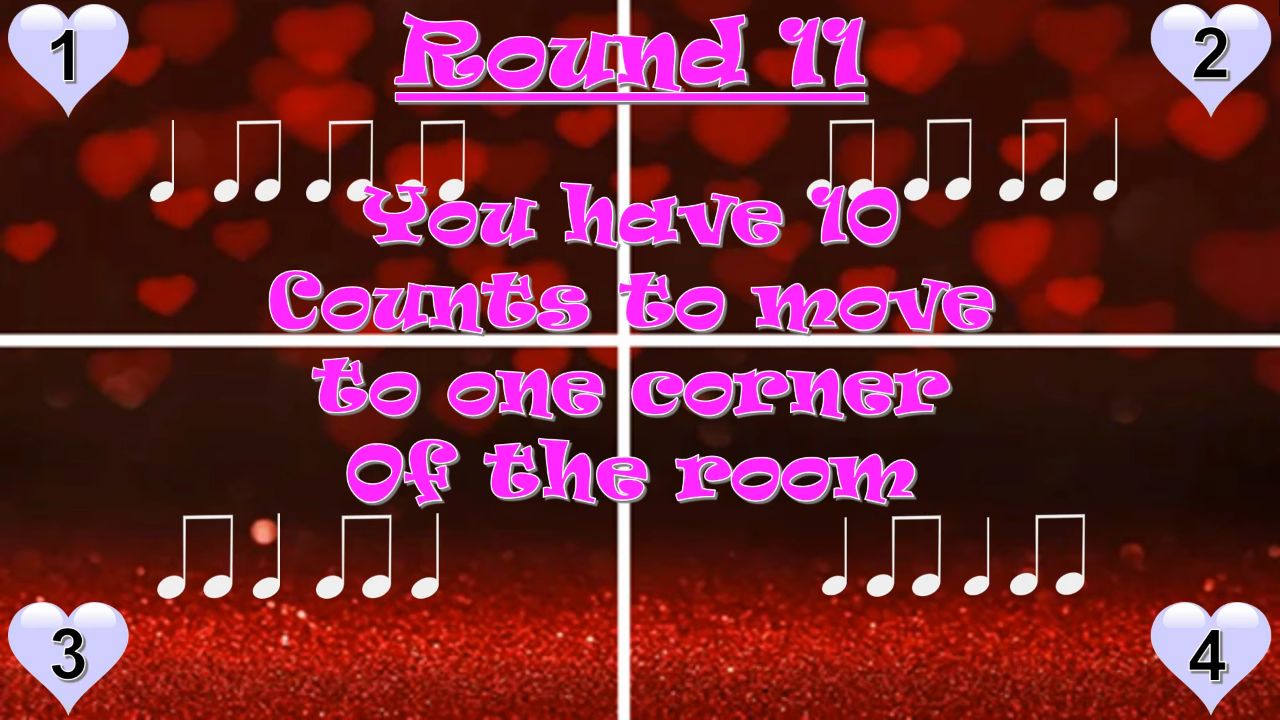 1
Round 11
2
You have 10
Counts to move
to one corner
Of the room
3
4